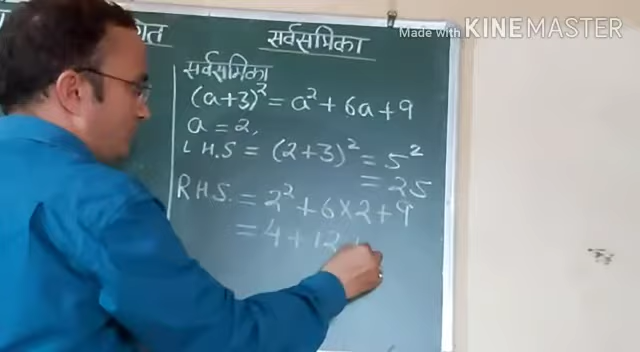 गत
सर्वसमिका
Made with KINEMASTER
सर्वसमिका
(a+3)² = a² + 6a + 9
a = 2,
L.H.S = (2+3)² = 5²
= 25
R.H.S. = 2² + 6×2+9
= 4 + 12 +